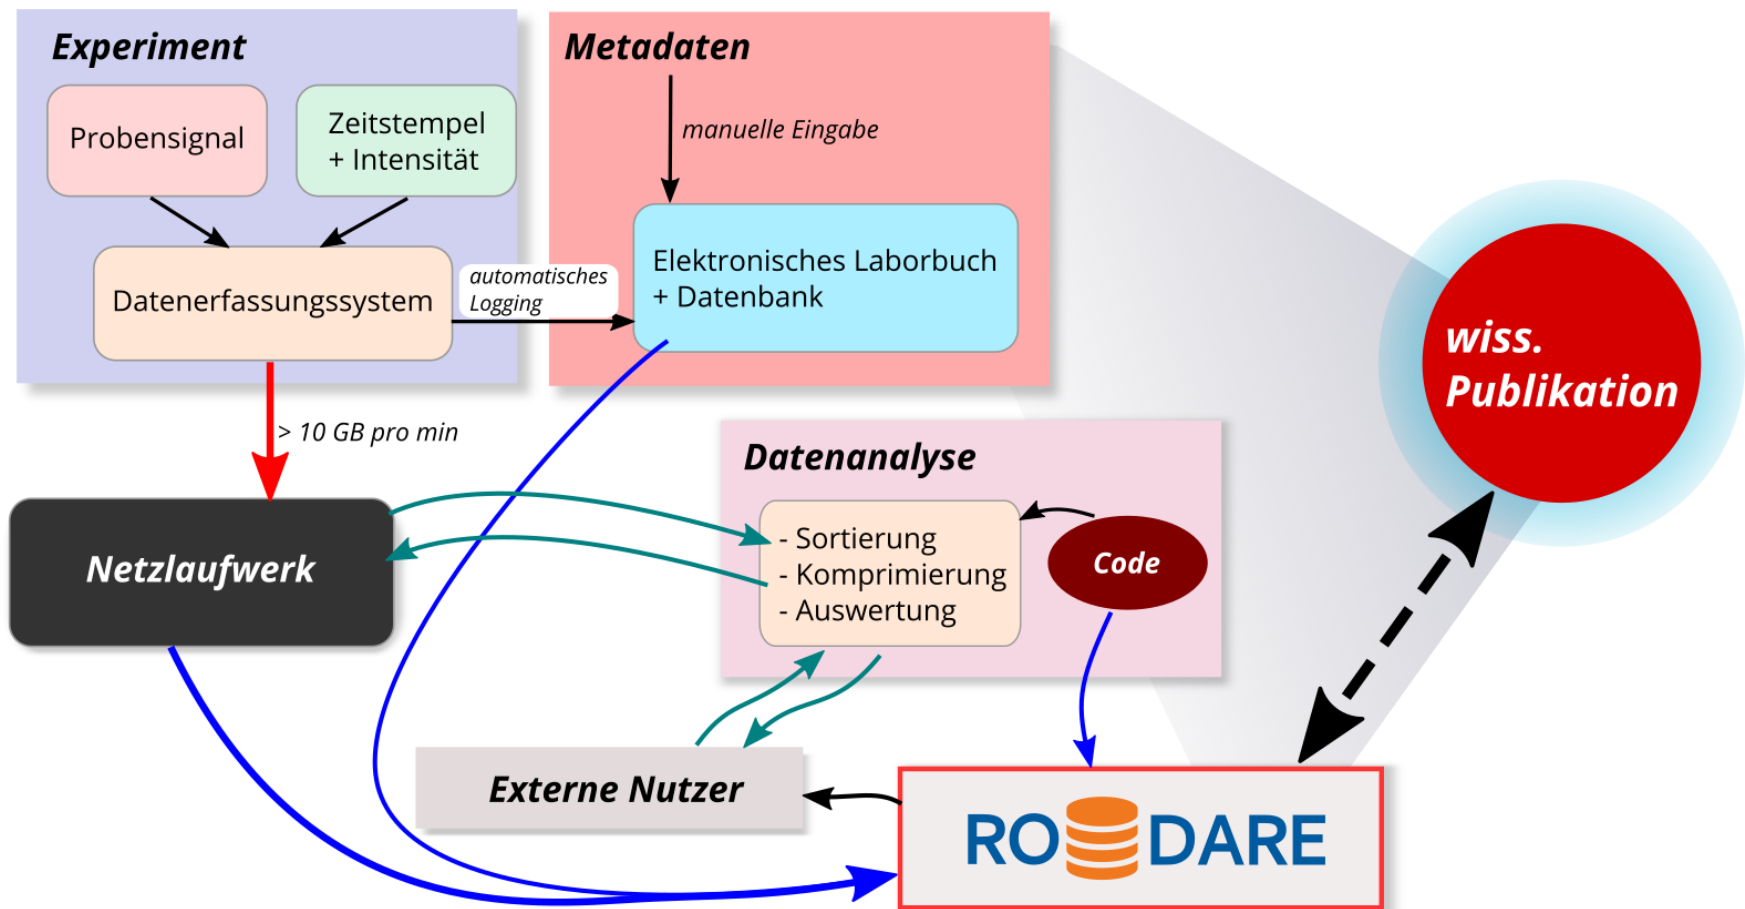 Experiment
Probensignal
Zeitstempel
+ Intensität
Datenerfassungssystem
automatisches
Logging
Metadaten
manuelle Eingabe
Elektronisches Laborbuch
+ Datenbank
> 10 GB pro min
Netzlaufwerk
Datenanalyse
- Sortierung
- Komprimierung
- Auswertung
Code
wiss.
Publikation
Externe Nutzer
RODARE